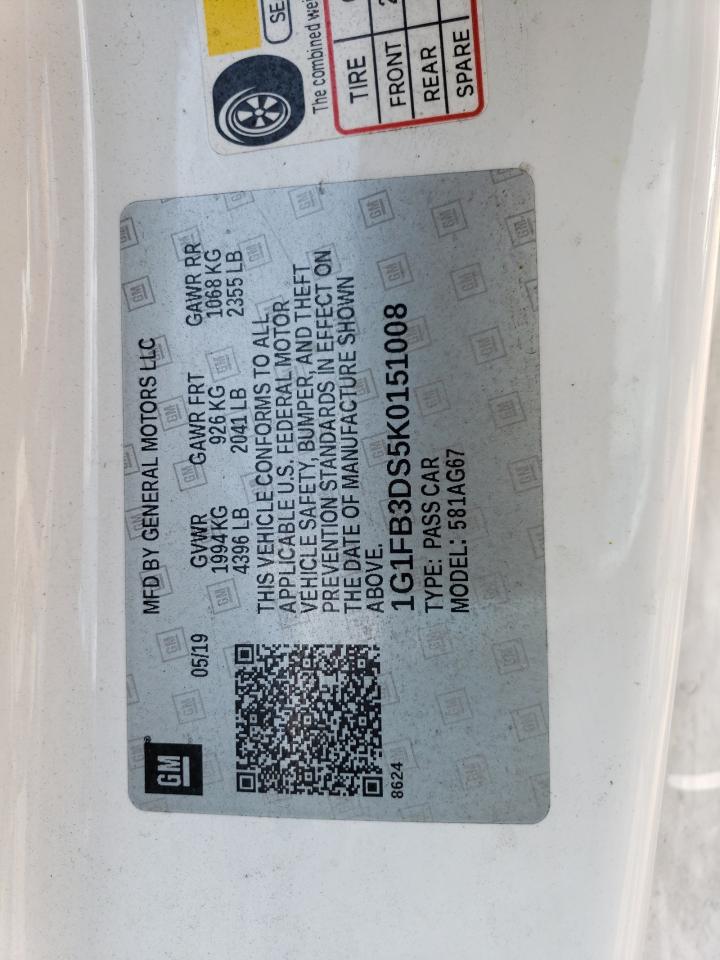 SE
The combined wei
TIRE
FRONT 2
REAR
SPARE
GM
MFD BY GENERAL MOTORS LLC
05/19
GVWR GAWR FRT GAWR RR
1994 KG 926 KG 1068 KG
4396 LB 2041 LB 2355 LB
THIS VEHICLE CONFORMS TO ALL
APPLICABLE U.S. FEDERAL MOTOR
VEHICLE SAFETY, BUMPER, AND THEFT
PREVENTION STANDARDS IN EFFECT ON
THE DATE OF MANUFACTURE SHOWN
ABOVE.
1G1FB3DS5K0151008
TYPE: PASS CAR
MODEL: 581AG67
8624